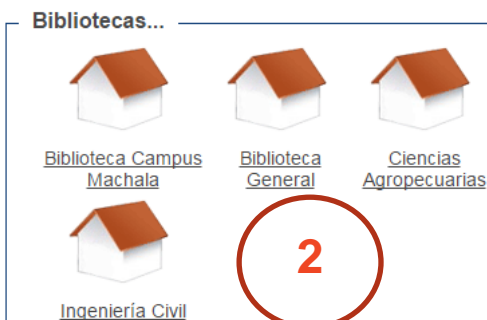 Bibliotecas...
Biblioteca Campus
Machala
Biblioteca
General
Ciencias
Agropecuarias
Ingeniería Civil
2